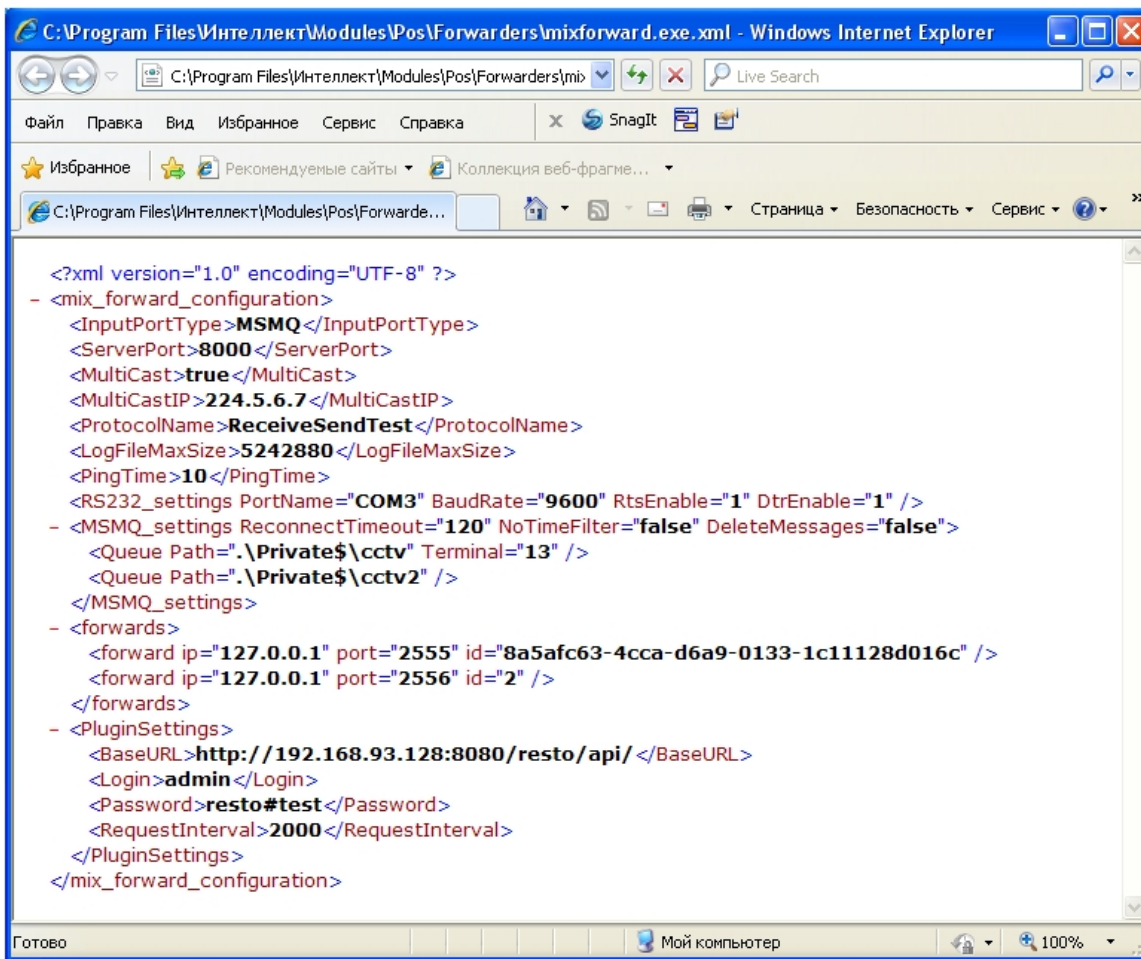 C:\Program Files\Интеллект\Modules\Pos\Forwarders\mixforward.exe.xml - Windows Internet Explorer
C:\Program Files\Интеллект\Modules\Pos\Forwarders\mix Live Search
Файл Правка Вид Избранное Сервис Справка x SnagIt
Избранное Рекомендуемые сайты Коллекция веб-фрагме...
C:\Program Files\Интеллект\Modules\Pos\Forwarde... Страница Безопасность Сервис »
<?xml version="1.0" encoding="UTF-8" ?>
- <mix_forward_configuration>
<InputPortType>MSMQ</InputPortType>
<ServerPort>8000</ServerPort>
<MultiCast>true</MultiCast>
<MultiCastIP>224.5.6.7</MultiCastIP>
<ProtocolName>ReceiveSendTest</ProtocolName>
<LogFileMaxSize>5242880</LogFileMaxSize>
<PingTime>10</PingTime>
<RS232_settings PortName="COM3" BaudRate="9600" RtsEnable="1" DtrEnable="1" />
- <MSMQ_settings ReconnectTimeout="120" NoTimeFilter="false" DeleteMessages="false">
<Queue Path=".\Private$\cctv" Terminal="13" />
<Queue Path=".\Private$\cctv2" />
</MSMQ_settings>
- <forwards>
<forward ip="127.0.0.1" port="2555" id="8a5afc63-4cca-d6a9-0133-1c11128d016c" />
<forward ip="127.0.0.1" port="2556" id="2" />
</forwards>
- <PluginSettings>
<BaseURL>http://192.168.93.128:8080/resto/api/</BaseURL>
<Login>admin</Login>
<Password>resto#test</Password>
<RequestInterval>2000</RequestInterval>
</PluginSettings>
</mix_forward_configuration>
Готово Мой компьютер 100%